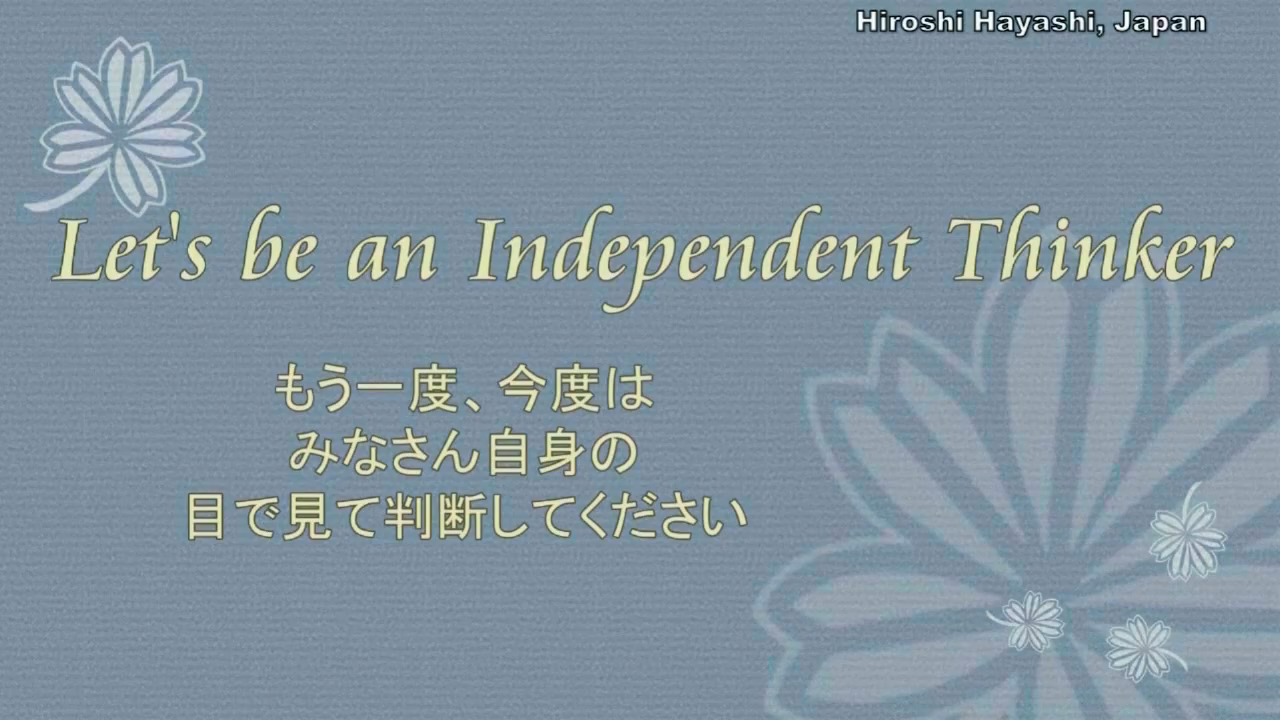 Hiroshi Hayashi, Japan
Let's be an Independent Thinker
もう一度、今度は
みなさん自身の
目で見て判断してください